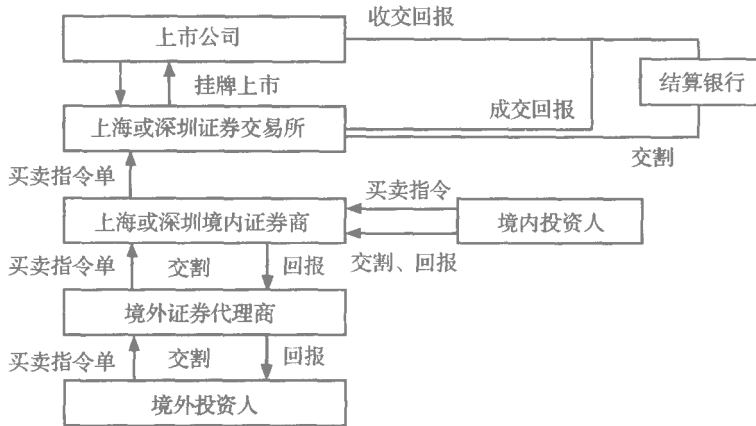 收交回报
上市公司
结算银行
挂牌上市
成交回报
上海或深圳证券交易所
交割
买卖指令单
买卖指令
上海或深圳境内证券商
境内投资人
买卖指令单
交割
回报
交割、回报
境外证券代理商
买卖指令单
交割
回报
境外投资人